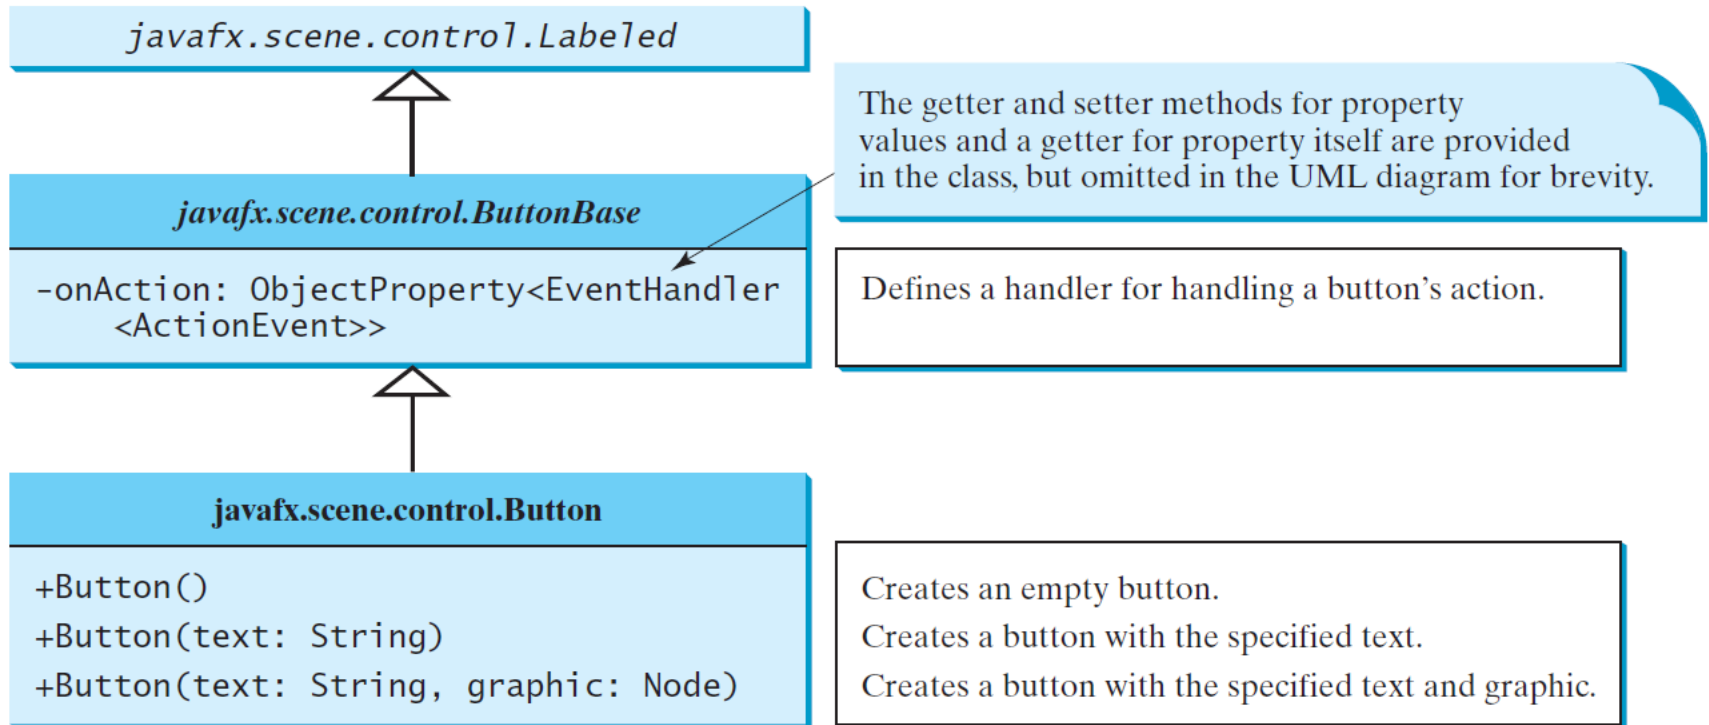 javafx.scene.control.Labeled
The getter and setter methods for property
values and a getter for property itself are provided
in the class, but omitted in the UML diagram for brevity.
javafx.scene.control.ButtonBase
-onAction: ObjectProperty<EventHandler
<ActionEvent>>
Defines a handler for handling a button’s action.
javafx.scene.control.Button
+Button()
Creates an empty button.
+Button(text: String)
Creates a button with the specified text.
+Button(text: String, graphic: Node)
Creates a button with the specified text and graphic.